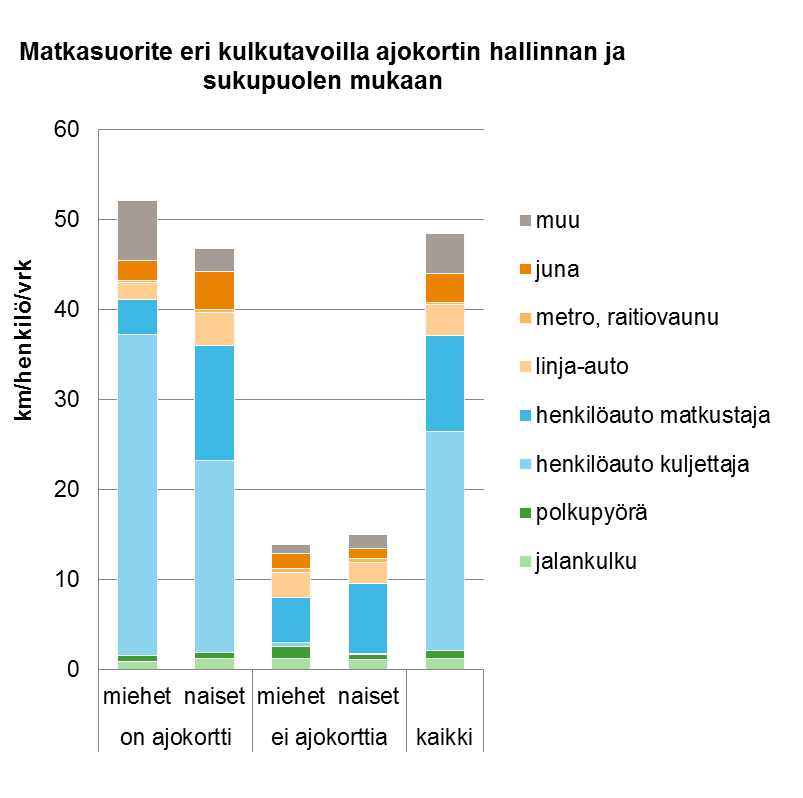 Matkasuorite eri kulkutavoilla ajokortin hallinnan ja
sukupuolen mukaan
km/henkilö/vrk
60
50
40
30
20
10
0
miehet naiset miehet naiset
on ajokortti ei ajokorttia kaikki
muu
juna
metro, raitiovaunu
linja-auto
henkilöauto matkustaja
henkilöauto kuljettaja
polkupyörä
jalankulku